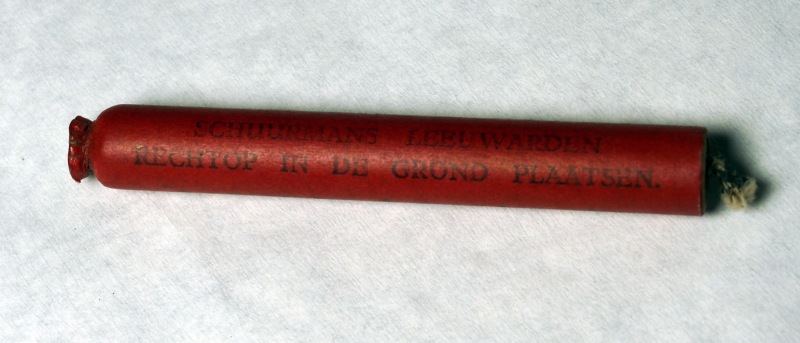 SCHUURMANS LEEUWARDEN
RECHTOP IN DE GROND PLAATSEN.